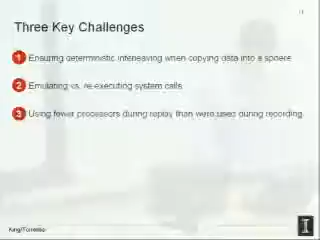 Three Key Challenges
1 Ensuring deterministic interleaving when copying data into a sphere
2 Emulating vs. re-executing system calls
3 Using fewer processors during replay than were used during recording
King/Torrellas
I